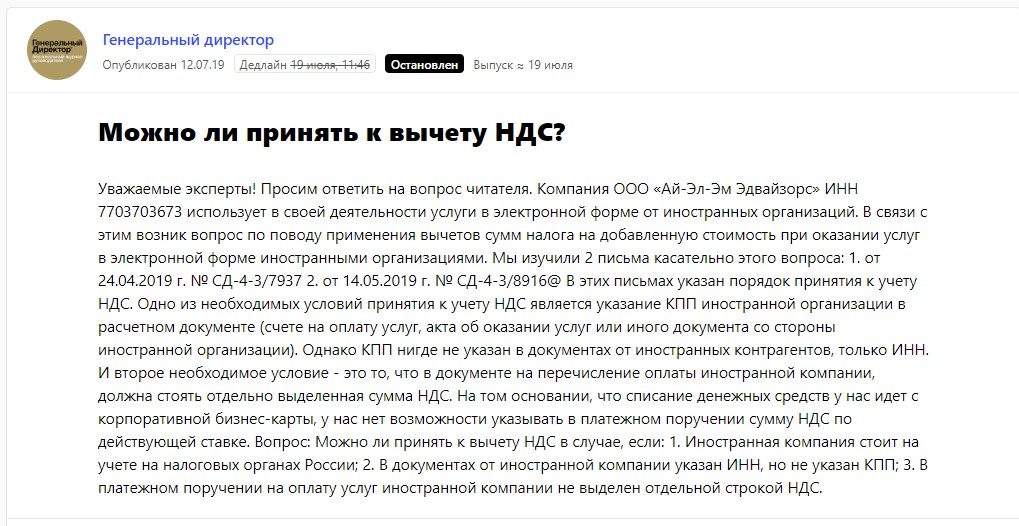 Генеральный
Директор
персональный журнал
руководителя
Генеральный директор
Опубликован 12.07.19 Дедлайн 19 июля, 11:46 Остановлен Выпуск ≈ 19 июля
Можно ли принять к вычету НДС?
Уважаемые эксперты! Просим ответить на вопрос читателя. Компания ООО «Ай-Эл-Эм Эдвайзорс» ИНН
7703703673 использует в своей деятельности услуги в электронной форме от иностранных организаций. В связи с
этим возник вопрос по поводу применения вычетов сумм налога на добавленную стоимость при оказании услуг
в электронной форме иностранными организациями. Мы изучили 2 письма касательно этого вопроса: 1. от
24.04.2019 г. № СД-4-3/7937 2. от 14.05.2019 г. № СД-4-3/8916@ В этих письмах указан порядок принятия к учету
НДС. Одно из необходимых условий принятия к учету НДС является указание КПП иностранной организации в
расчетном документе (счете на оплату услуг, акта об оказании услуг или иного документа со стороны
иностранной организации). Однако КПП нигде не указан в документах от иностранных контрагентов, только ИНН.
И второе необходимое условие - это то, что в документе на перечисление оплаты иностранной компании,
должна стоять отдельно выделенная сумма НДС. На том основании, что списание денежных средств у нас идет с
корпоративной бизнес-карты, у нас нет возможности указывать в платежном поручении сумму НДС по
действующей ставке. Вопрос: Можно ли принять к вычету НДС в случае, если: 1. Иностранная компания стоит на
учете на налоговых органах России; 2. В документах от иностранной компании указан ИНН, но не указан КПП; 3. В
платежном поручении на оплату услуг иностранной компании не выделен отдельной строкой НДС.